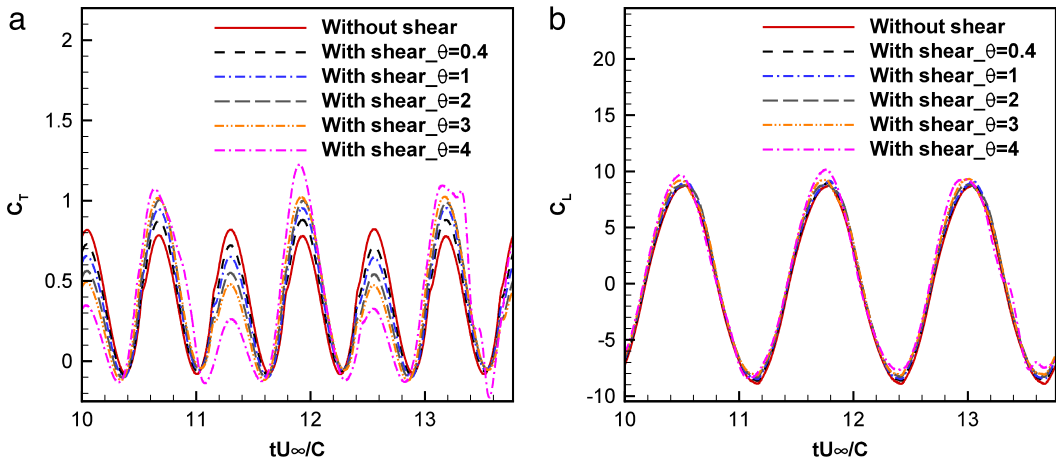 a
Without shear
With shear_θ=0.4
With shear_θ=1
With shear_θ=2
With shear_θ=3
With shear_θ=4
2
1.5
1
0.5
0
C_T
10
11
12
13
tU∞/C
b
Without shear
With shear_θ=0.4
With shear_θ=1
With shear_θ=2
With shear_θ=3
With shear_θ=4
20
15
10
5
0
-5
-10
C_L
10
11
12
13
tU∞/C